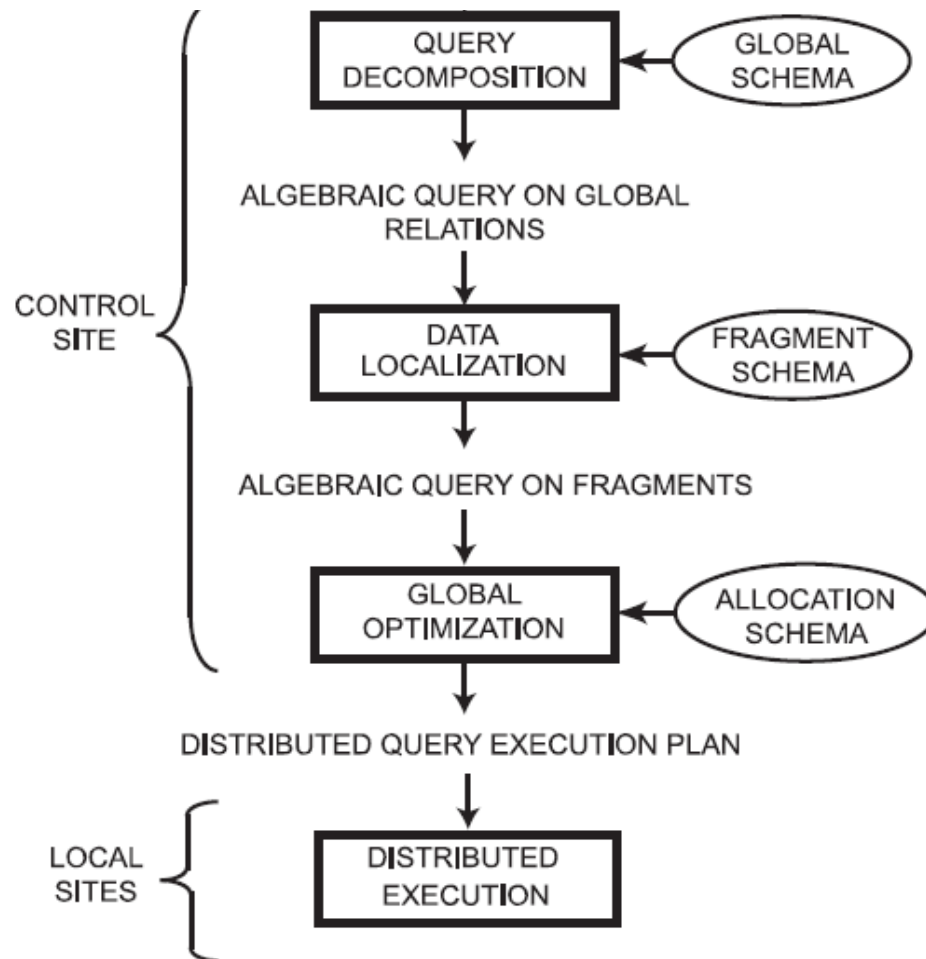 QUERY
DECOMPOSITION
GLOBAL
SCHEMA
ALGEBRAIC QUERY ON GLOBAL
RELATIONS
CONTROL
SITE
DATA
LOCALIZATION
FRAGMENT
SCHEMA
ALGEBRAIC QUERY ON FRAGMENTS
GLOBAL
OPTIMIZATION
ALLOCATION
SCHEMA
DISTRIBUTED QUERY EXECUTION PLAN
LOCAL
SITES
DISTRIBUTED
EXECUTION